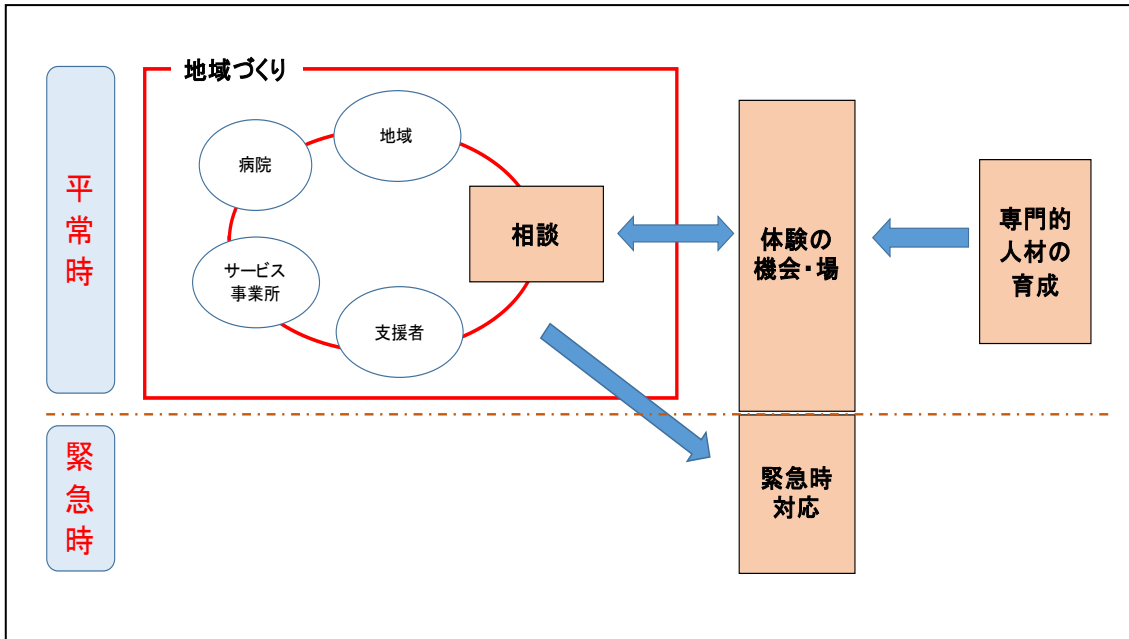 地域づくり
平常時
病院
地域
サービス
事業所
支援者
相談
体験の
機会・場
専門的
人材の
育成
緊急時
緊急時
対応